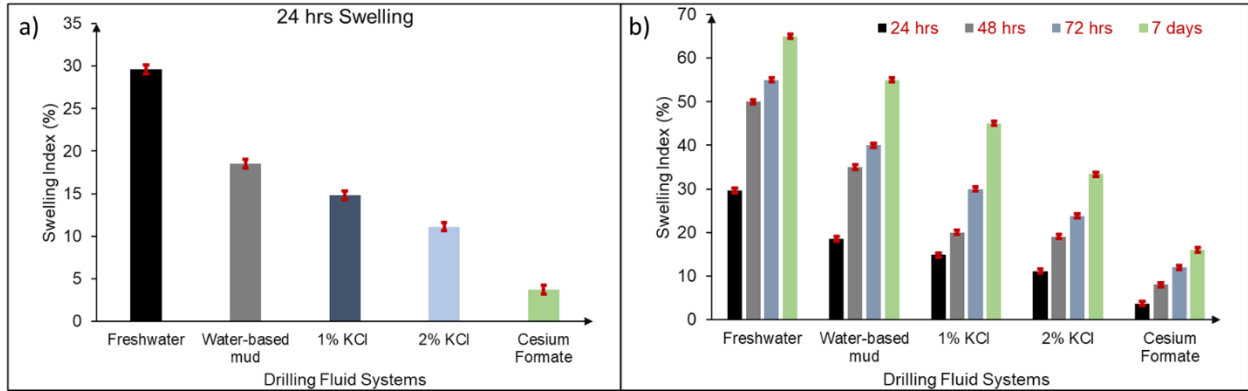 a)
24 hrs Swelling
Swelling Index (%)
35
30
25
20
15
10
5
0
Freshwater
Water-based
mud
1% KCl
2% KCl
Cesium
Formate
Drilling Fluid Systems
b)
24 hrs 48 hrs 72 hrs 7 days
Swelling Index (%)
70
60
50
40
30
20
10
0
Freshwater
Water-based
mud
1% KCl
2% KCl
Cesium
Formate
Drilling Fluid Systems